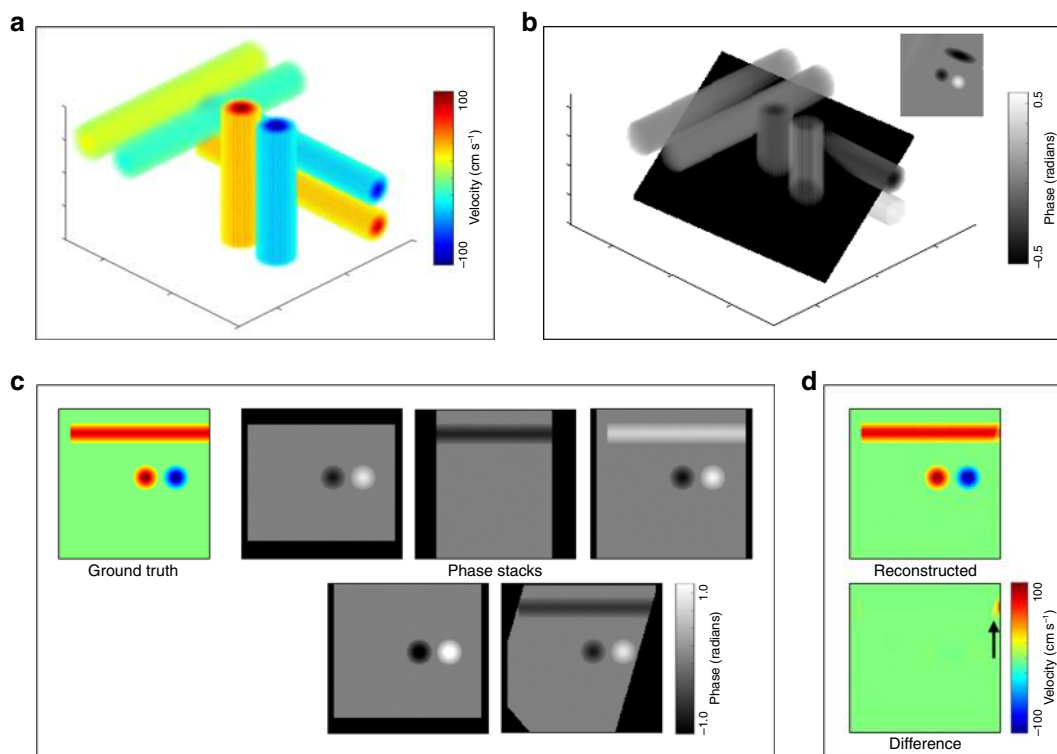 a
100
Velocity (cm s⁻¹)
−100
b
0.5
Phase (radians)
−0.5
c
Ground truth
Phase stacks
1.0
Phase (radians)
−1.0
d
Reconstructed
100
Velocity (cm s⁻¹)
−100
Difference